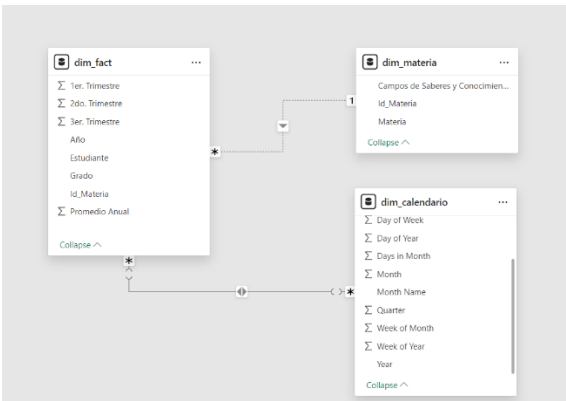 dim_fact
...
Σ 1er. Trimestre
Σ 2do. Trimestre
Σ 3er. Trimestre
Año
Estudiante
Grado
Id_Materia
Σ Promedio Anual
Collapse
dim_materia
...
Campos de Saberes y Conocimien...
Id_Materia
Materia
Collapse
1
*
dim_calendario
...
Σ Day of Week
Σ Day of Year
Σ Days in Month
Σ Month
Month Name
Σ Quarter
Σ Week of Month
Σ Week of Year
Year
Collapse
*
*